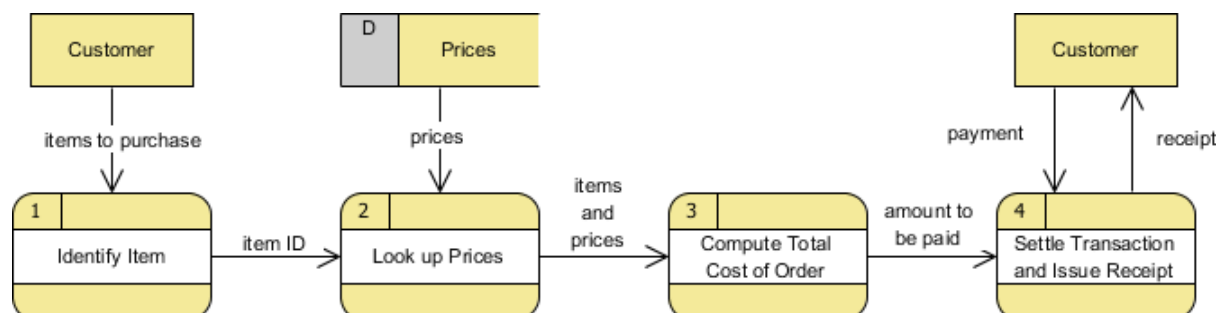 Customer
D
Prices
Customer
items to purchase
prices
payment
receipt
1
Identify Item
item ID
2
Look up Prices
items
and
prices
3
Compute Total
Cost of Order
amount to
be paid
4
Settle Transaction
and Issue Receipt